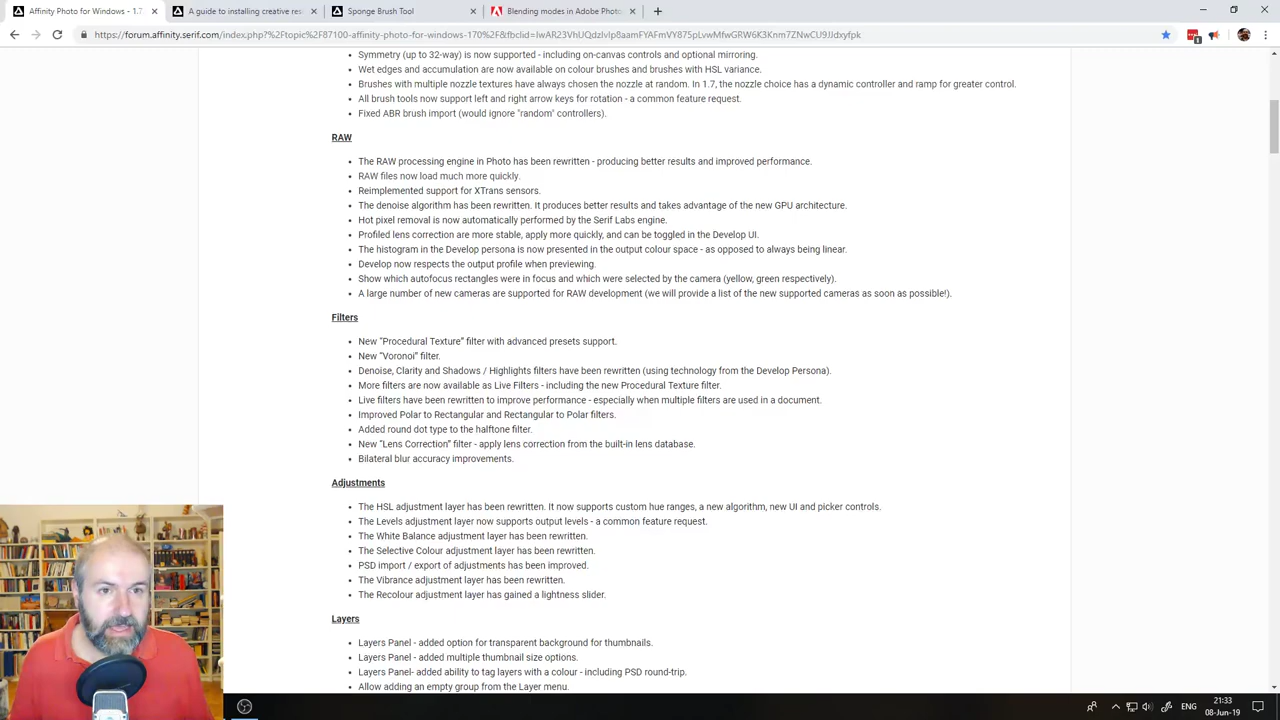 Affinity Photo for Windows - 1.7.
A guide to installing creative res
Sponge Brush Tool
Blending modes in Adobe Photo
https://forum.affinity.serif.com/index.php?%2Ftopic%2F87100-affinity-photo-for-windows-170%2F&fbclid=
Symmetry (up to 32-way) is now supported - including on-canvas controls and optional mirroring.
Wet edges and accumulation are now available on colour brushes and brushes with HSL variance.
Brushes with multiple nozzle textures have always chosen the nozzle at random. In 1.7, the nozzle choice has a dynamic controller and ramp for greater control.
All brush tools now support left and right arrow keys for rotation - a common feature request.
Fixed ABR brush import (would ignore "random" controllers).
RAW
The RAW processing engine in Photo has been rewritten - producing better results and improved performance.
RAW files now load much more quickly.
Reimplemented support for XTrans sensors.
The denoise algorithm has been rewritten. It produces better results and takes advantage of the new GPU architecture.
Hot pixel removal is now automatically performed by the Serif Labs engine.
Profiled lens correction are more stable, apply more quickly, and can be toggled in the Develop UI.
The histogram in the Develop persona is now presented in the output colour space - as opposed to always being linear.
Develop now respects the output profile when previewing.
Show which autofocus rectangles were in focus and which were selected by the camera (yellow, green respectively).
A large number of new cameras are supported for RAW development (we will provide a list of the new supported cameras as soon as possible!).
Filters
New “Procedural Texture” filter with advanced presets support.
New “Voronoi” filter.
Denoise, Clarity and Shadows / Highlights filters have been rewritten (using technology from the Develop Persona).
More filters are now available as Live Filters - including the new Procedural Texture filter.
Live filters have been rewritten to improve performance - especially when multiple filters are used in a document.
Improved Polar to Rectangular and Rectangular to Polar filters.
Added round dot type to the halftone filter.
New “Lens Correction” filter - apply lens correction from the built-in lens database.
Bilateral blur accuracy improvements.
Adjustments
The HSL adjustment layer has been rewritten. It now supports custom hue ranges, a new algorithm, new UI and picker controls.
The Levels adjustment layer now supports output levels - a common feature request.
The White Balance adjustment layer has been rewritten.
The Selective Colour adjustment layer has been rewritten.
PSD import / export of adjustments has been improved.
The Vibrance adjustment layer has been rewritten.
The Recolour adjustment layer has gained a lightness slider.
Layers
Layers Panel - added option for transparent background for thumbnails.
Layers Panel - added multiple thumbnail size options.
Layers Panel- added ability to tag layers with a colour - including PSD round-trip.
Allow adding an empty group from the Layer menu.
ENG
21:33
08-Jun-19